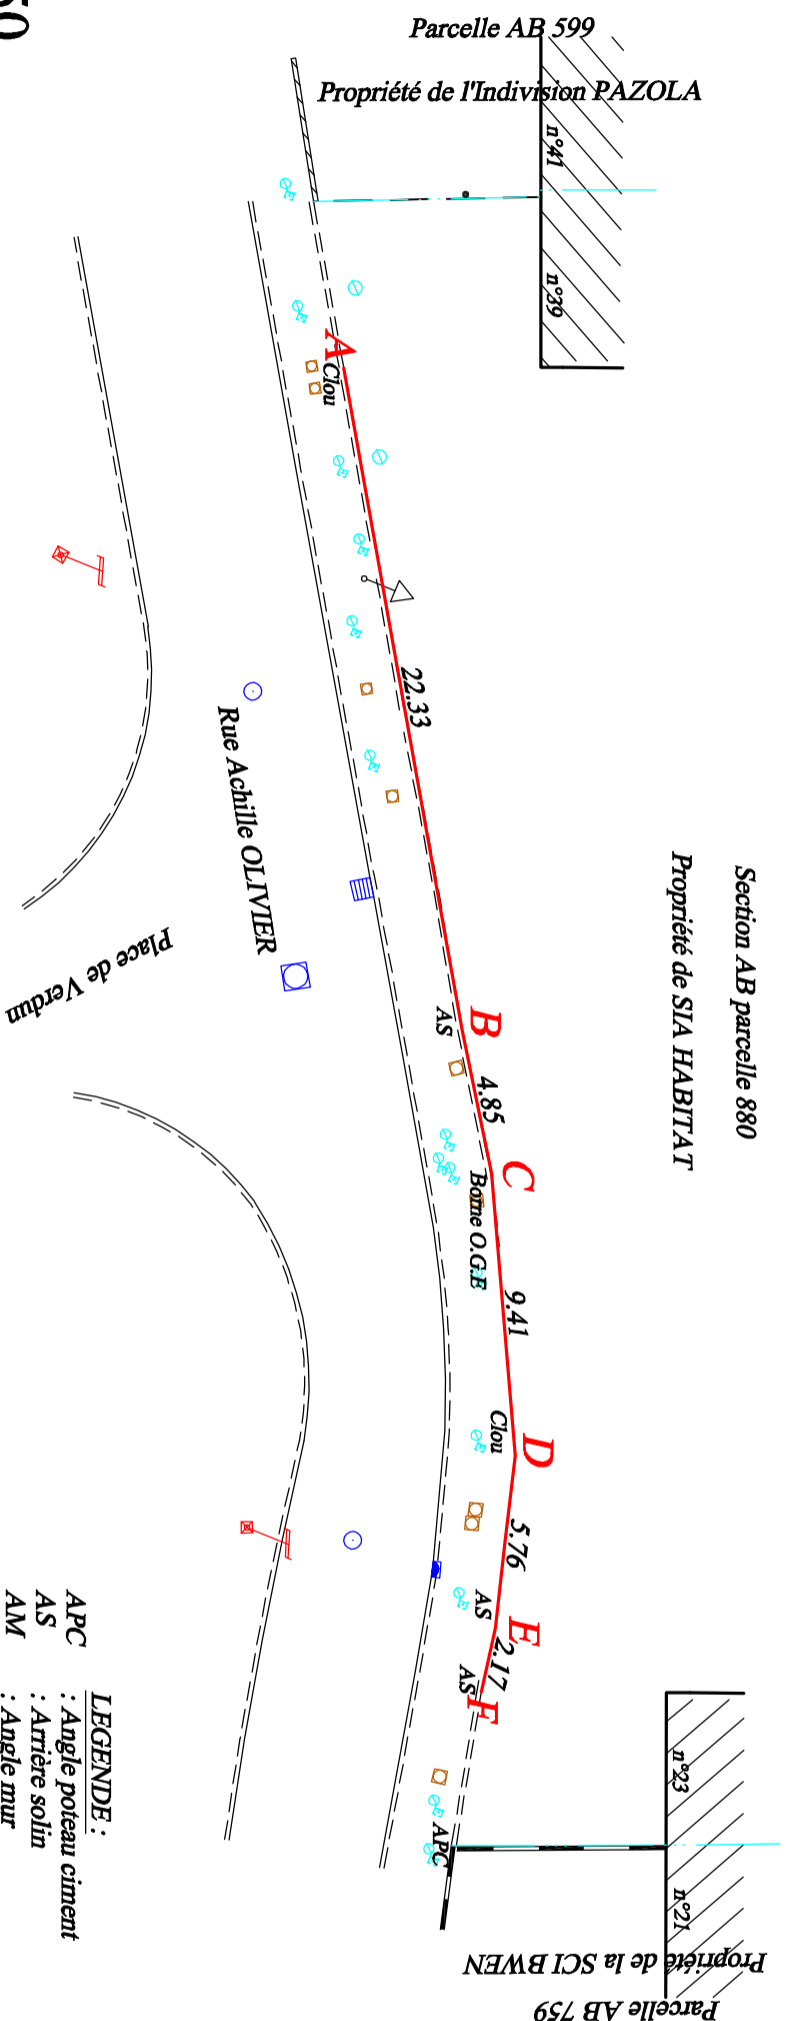 50
Parcelle AB 599
Propriété de l'Indivision PAZOLA
n°41
n°39
A
Clou
22.33
Rue Achille OLIVIER
Place de Verdun
Section AB parcelle 880
Propriété de SIA HABITAT
B
AS
4.85
C
Borne O.G.E
9.41
Clou
D
5.76
AS
E
2.17
AS
F
APC
n°23
n°21
Propriété de la SCI BWEN
Parcelle AB 759
LEGENDE :
APC : Angle poteau ciment
AS : Arrière solin
AM : Angle mur